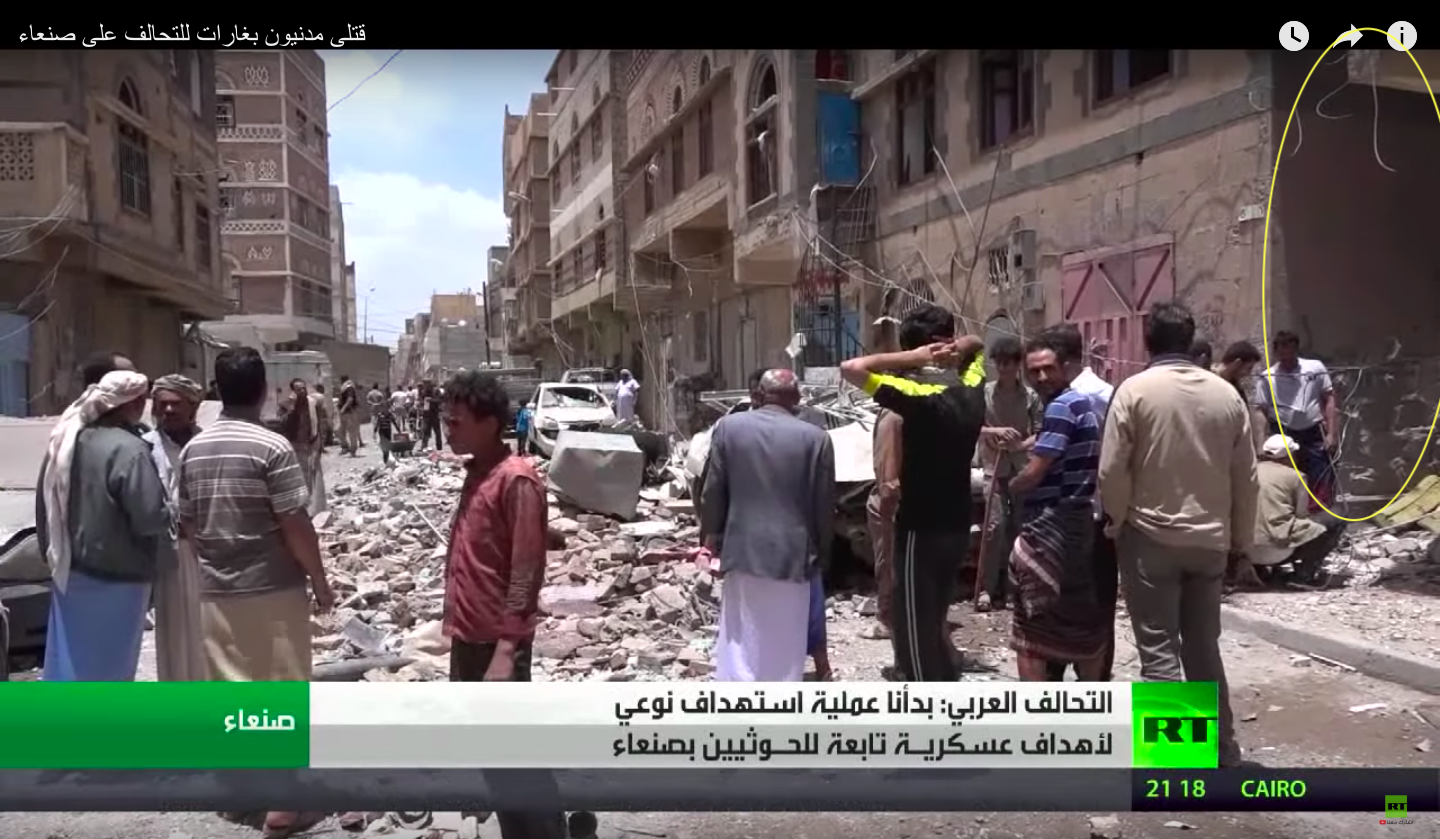 قتلى مدنيون بغارات للتحالف على صنعاء
التحالف العربي: بدأنا عملية استهداف نوعي
لأهداف عسكرية تابعة للحوثيين بصنعاء
صنعاء
RT
21 18 CAIRO
RT